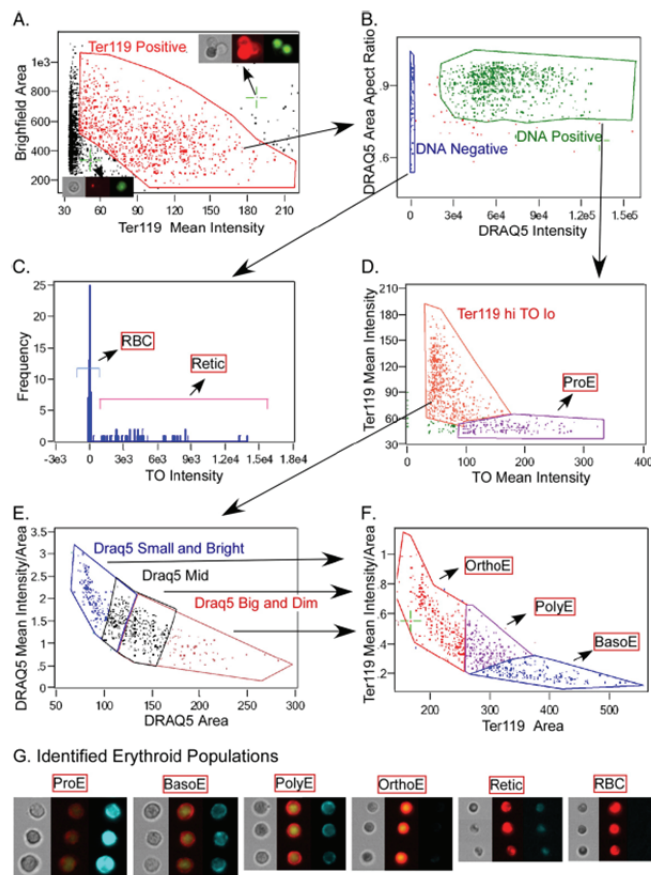 A.
Ter119 Positive
Brightfield Area
1e3
800
600
400
200
30 60 90 120 150 180 210
Ter119 Mean Intensity
B.
DRAQ5 Area Aspect Ratio
.9
.6
DNA Negative
DNA Positive
0 3e4 6e4 9e4 1.2e5 1.5e5
DRAQ5 Intensity
C.
Frequency
25
20
15
10
5
0
RBC
Retic
-3e3 0 3e3 6e3 9e3 1.2e4 1.8e4
TO Intensity
D.
Ter119 Mean Intensity
210
180
150
120
90
60
30
Ter119 hi TO lo
ProE
0 100 200 300 400
TO Mean Intensity
E.
DRAQ5 Mean Intensity/Area
3.5
3
2.5
2
1.5
1
.5
0
Draq5 Small and Bright
Draq5 Mid
Draq5 Big and Dim
50 100 150 200 250 300
DRAQ5 Area
F.
Ter119 Mean Intensity/Area
1
.8
.6
.4
.2
0
OrthoE
PolyE
BasoE
200 300 400 500
Ter119 Area
G. Identified Erythroid Populations
ProE BasoE PolyE OrthoE Retic RBC